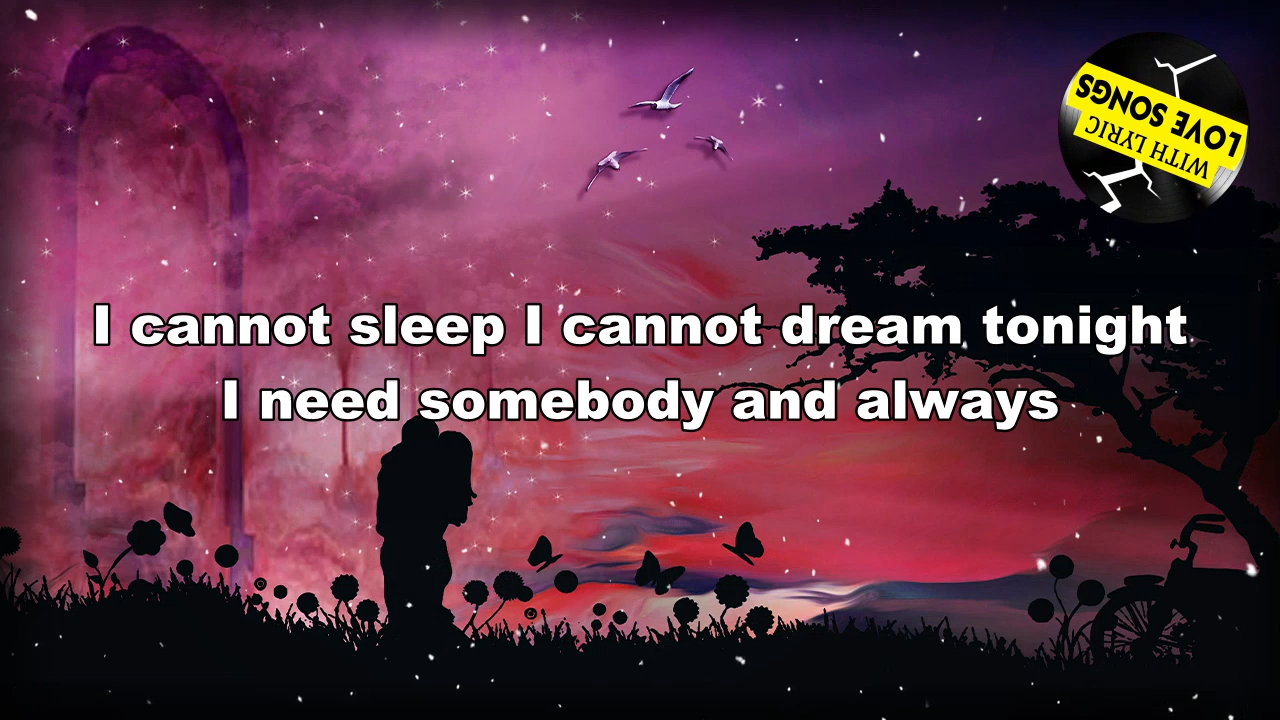 LOVE SONGS
WITH LYRIC
I cannot sleep I cannot dream tonight
I need somebody and always